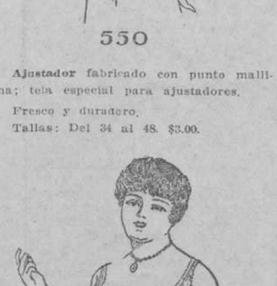 550
Ajustador fabricado con punto malli-
na; tela especial para ajustadores.
Fresco y duradero.
Tallas: Del 34 al 48. $3.00.